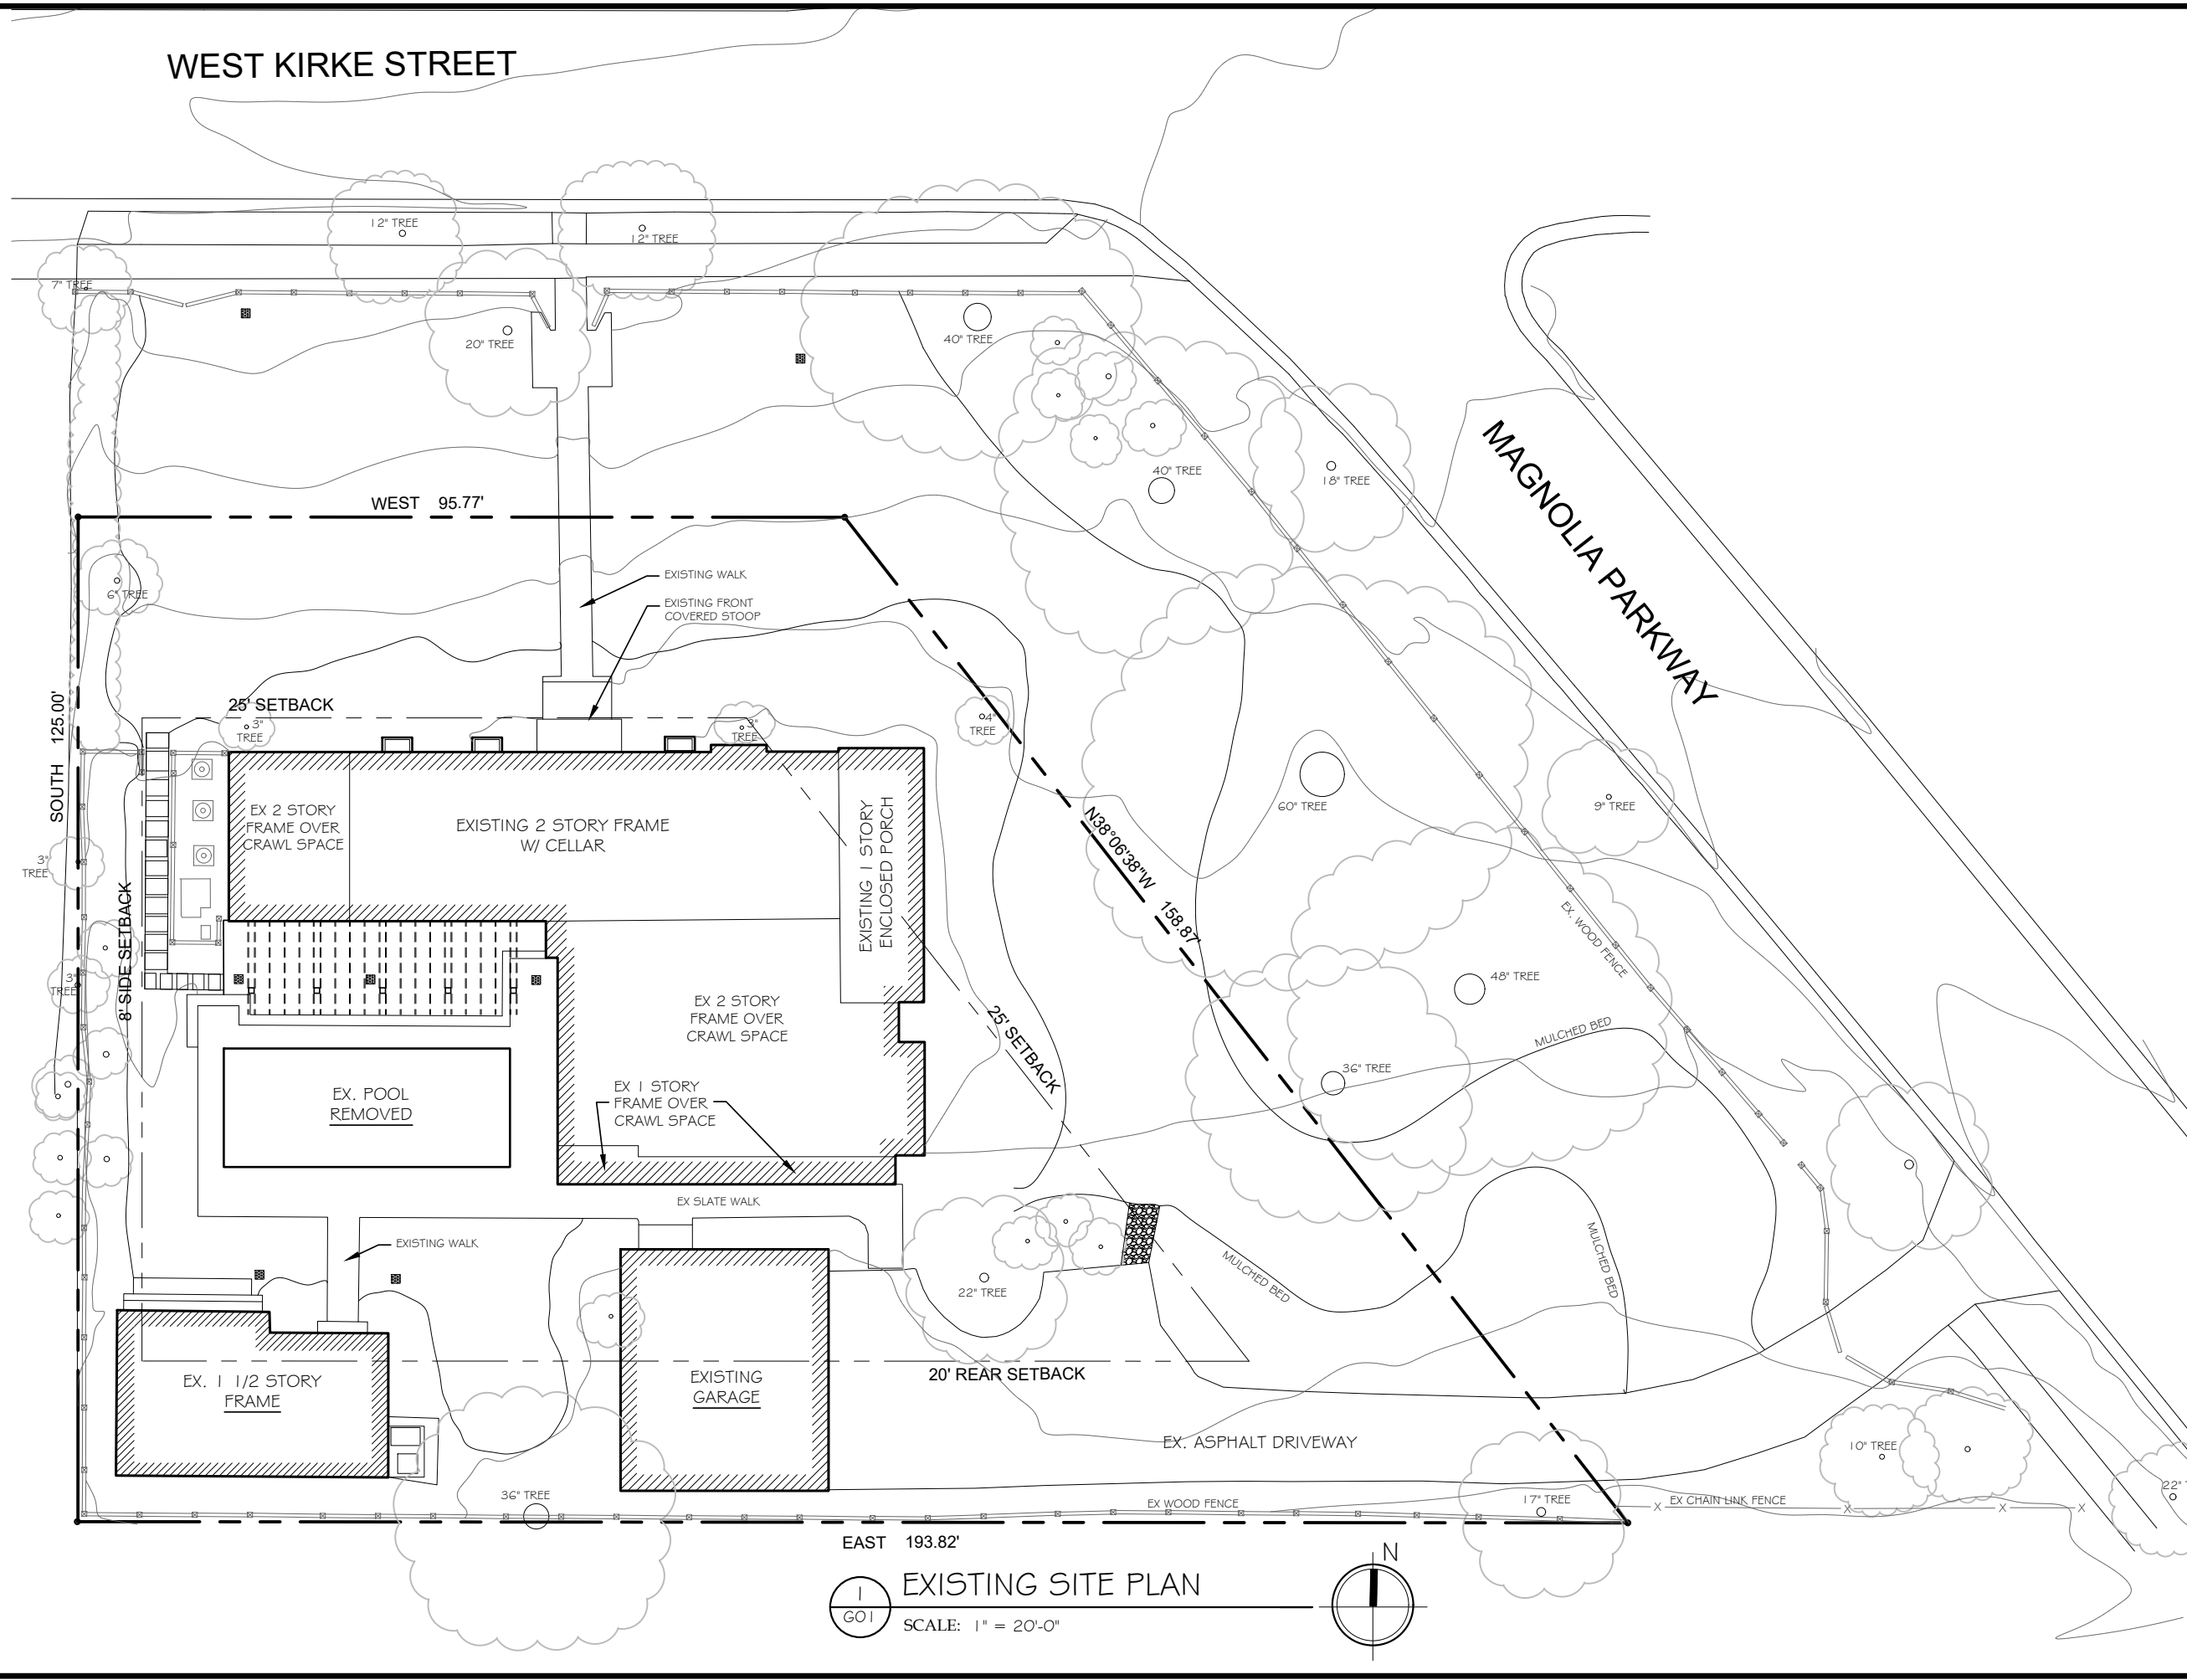 WEST KIRKE STREET
12" TREE
12" TREE
7" TREE
20" TREE
40" TREE
40" TREE
18" TREE
MAGNOLIA PARKWAY
WEST 95.77'
EXISTING WALK
6" TREE
EXISTING FRONT
COVERED STOOP
SOUTH 125.00'
25' SETBACK
3"
TREE
3"
TREE
4"
TREE
60" TREE
9" TREE
EX 2 STORY
FRAME OVER
CRAWL SPACE
EXISTING 2 STORY FRAME
W/ CELLAR
EXISTING 1 STORY
ENCLOSED PORCH
N38°06'38"W 158.87'
3"
TREE
8' SIDE SETBACK
EX. WOOD FENCE
3"
TREE
48" TREE
EX 2 STORY
FRAME OVER
CRAWL SPACE
25' SETBACK
MULCHED BED
36" TREE
EX. POOL
REMOVED
EX 1 STORY
FRAME OVER
CRAWL SPACE
EX SLATE WALK
EXISTING WALK
MULCHED BED
MULCHED BED
22" TREE
EX. 1 1/2 STORY
FRAME
EXISTING
GARAGE
20' REAR SETBACK
EX. ASPHALT DRIVEWAY
10" TREE
36" TREE
EX WOOD FENCE
17" TREE
X EX CHAIN LINK FENCE X X X
22" T
EAST 193.82'
1
G01
EXISTING SITE PLAN
SCALE: 1" = 20'-0"
N